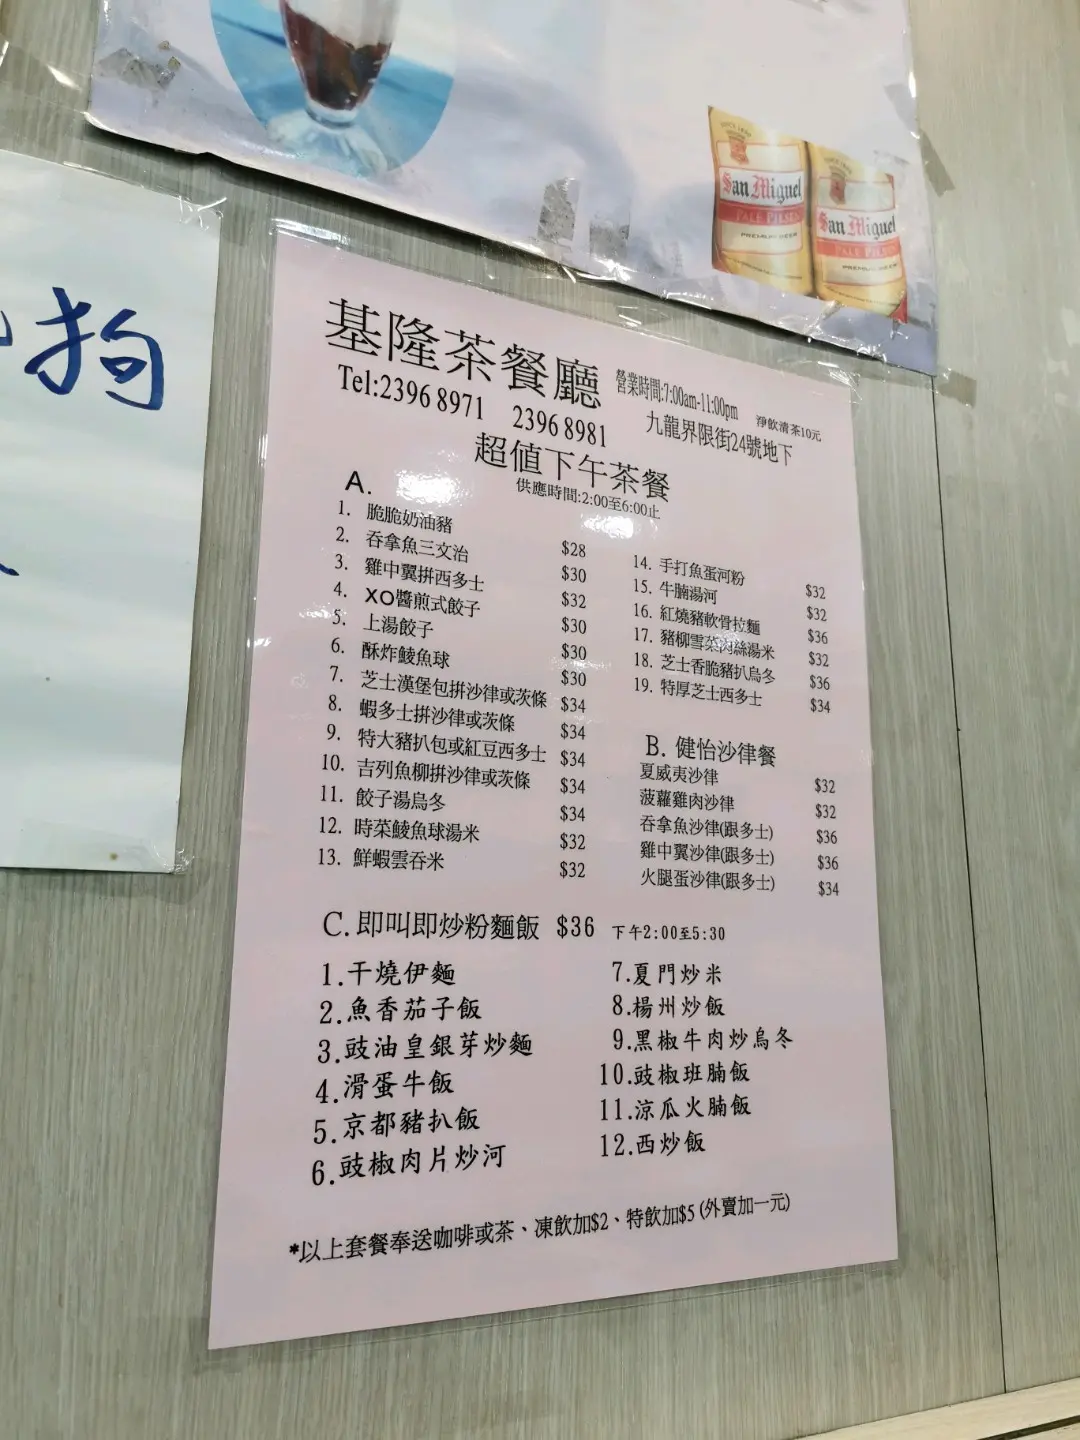 San Miguel
PALE PILSEN
PREMIUM BEER
San Miguel
PALE PILSEN
PREMIUM BEER
狗
基隆茶餐廳
營業時間:7:00am-11:00pm
淨飲清茶10元
Tel:2396 8971 2396 8981
九龍界限街24號地下
超值下午茶餐
供應時間:2:00至6:00止
A.
1. 脆脆奶油豬 $28
2. 吞拿魚三文治 $30
3. 雞中翼拼西多士 $32
4. XO醬煎式餃子 $30
5. 上湯餃子 $30
6. 酥炸鯪魚球 $30
7. 芝士漢堡包拼沙律或茨條 $34
8. 蝦多士拼沙律或茨條 $34
9. 特大豬扒包或紅豆西多士 $34
10. 吉列魚柳拼沙律或茨條 $34
11. 餃子湯烏冬 $34
12. 時菜鯪魚球湯米 $32
13. 鮮蝦雲吞米 $32
14. 手打魚蛋河粉 $32
15. 牛腩湯河 $32
16. 紅燒豬軟骨拉麵 $36
17. 豬柳雪菜肉絲湯米 $32
18. 芝士香脆豬扒烏冬 $36
19. 特厚芝士西多士 $34
B. 健怡沙律餐
夏威夷沙律 $32
菠蘿雞肉沙律 $32
吞拿魚沙律(跟多士) $36
雞中翼沙律(跟多士) $36
火腿蛋沙律(跟多士) $34
C. 即叫即炒粉麵飯 $36 下午2:00至5:30
1.干燒伊麵
2.魚香茄子飯
3.豉油皇銀芽炒麵
4.滑蛋牛飯
5.京都豬扒飯
6.豉椒肉片炒河
7.夏門炒米
8.楊州炒飯
9.黑椒牛肉炒烏冬
10.豉椒班腩飯
11.涼瓜火腩飯
12.西炒飯
*以上套餐奉送咖啡或茶、凍飲加$2、特飲加$5 (外賣加一元)